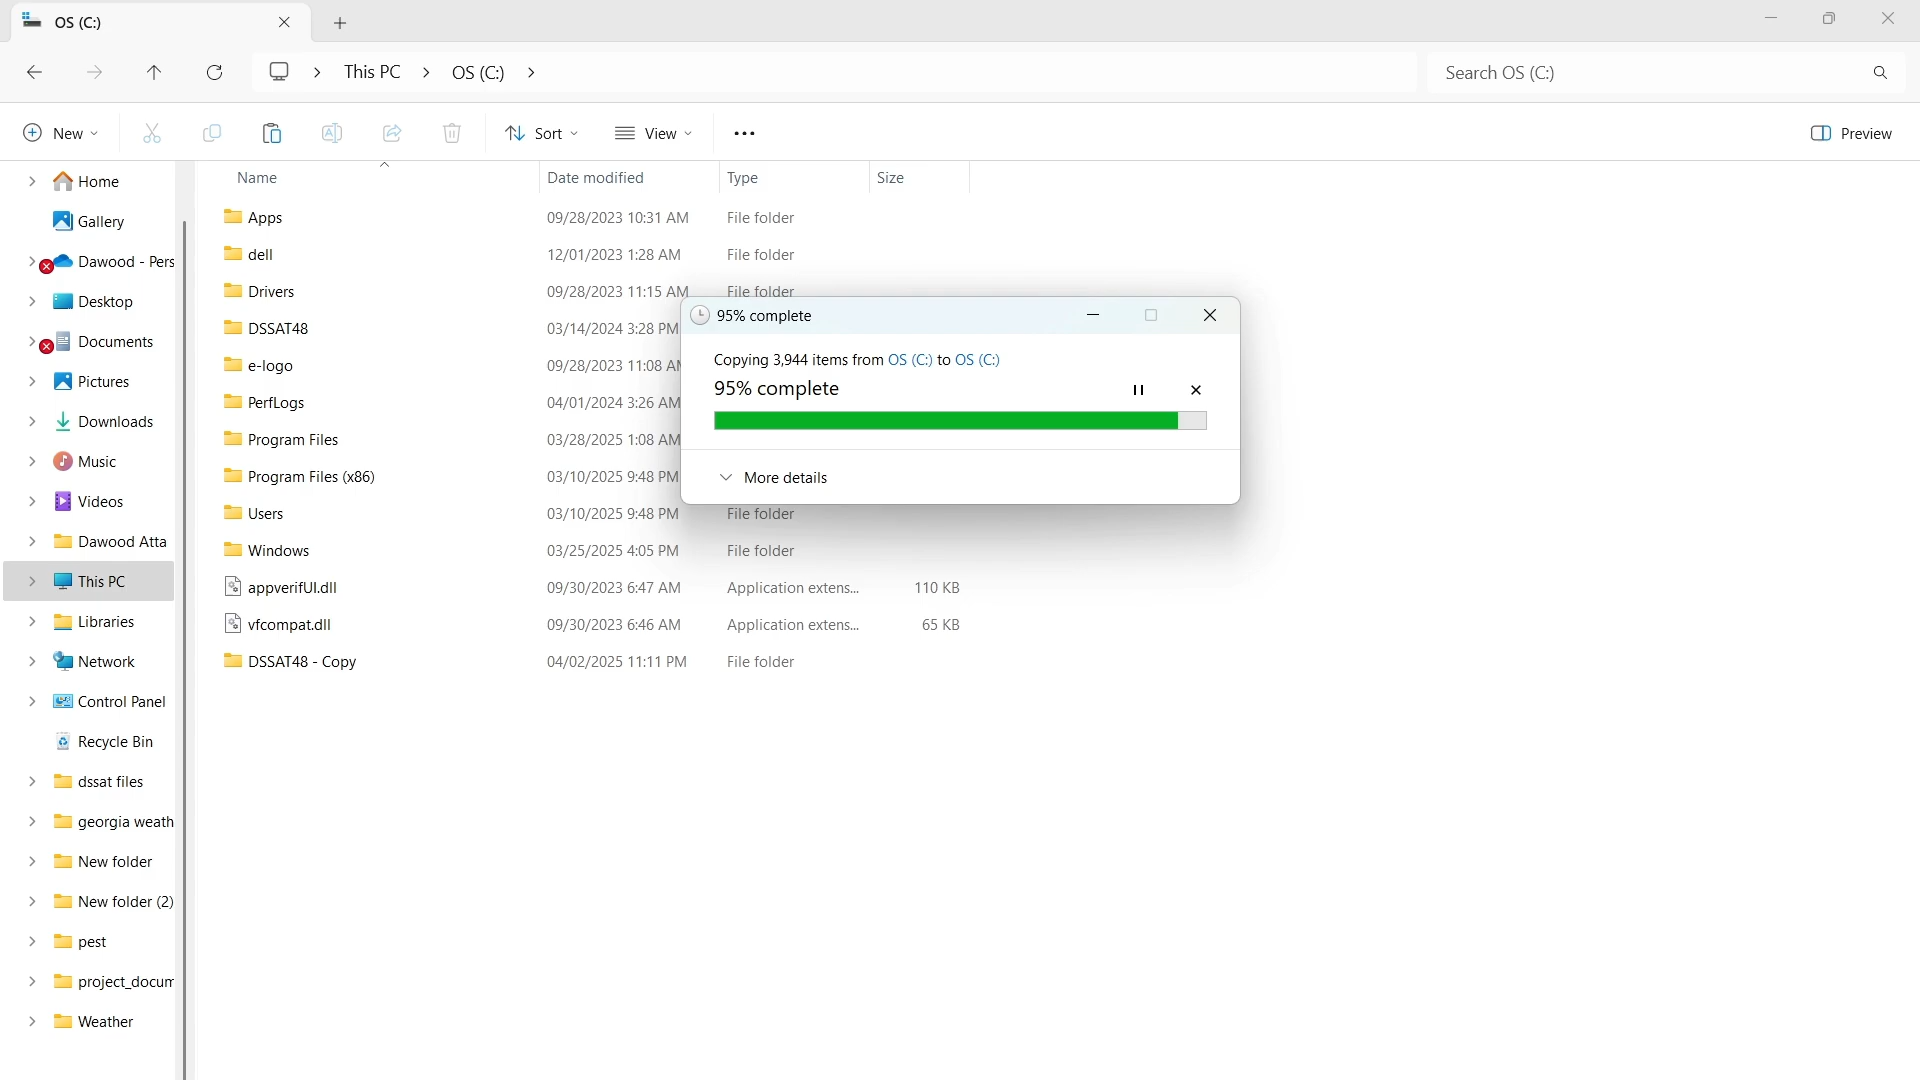 OS (C:)
This PC
OS (C:)
Search OS (C:)
New
Sort
View
Preview
Home
Gallery
Dawood - Pers
Desktop
Documents
Pictures
Downloads
Music
Videos
Dawood Atta
This PC
Libraries
Network
Control Panel
Recycle Bin
dssat files
georgia weath
New folder
New folder (2)
pest
project_docum
Weather
Name Date modified Type Size
Apps 09/28/2023 10:31 AM File folder
dell 12/01/2023 1:28 AM File folder
Drivers 09/28/2023 11:15 AM File folder
DSSAT48 03/14/2024 3:28 PM
e-logo 09/28/2023 11:08 AM
PerfLogs 04/01/2024 3:26 AM
Program Files 03/28/2025 1:08 AM
Program Files (x86) 03/10/2025 9:48 PM
Users 03/10/2025 9:48 PM File folder
Windows 03/25/2025 4:05 PM File folder
appverifUI.dll 09/30/2023 6:47 AM Application extens... 110 KB
vfcompat.dll 09/30/2023 6:46 AM Application extens... 65 KB
DSSAT48 - Copy 04/02/2025 11:11 PM File folder
95% complete
Copying 3,944 items from OS (C:) to OS (C:)
95% complete
More details